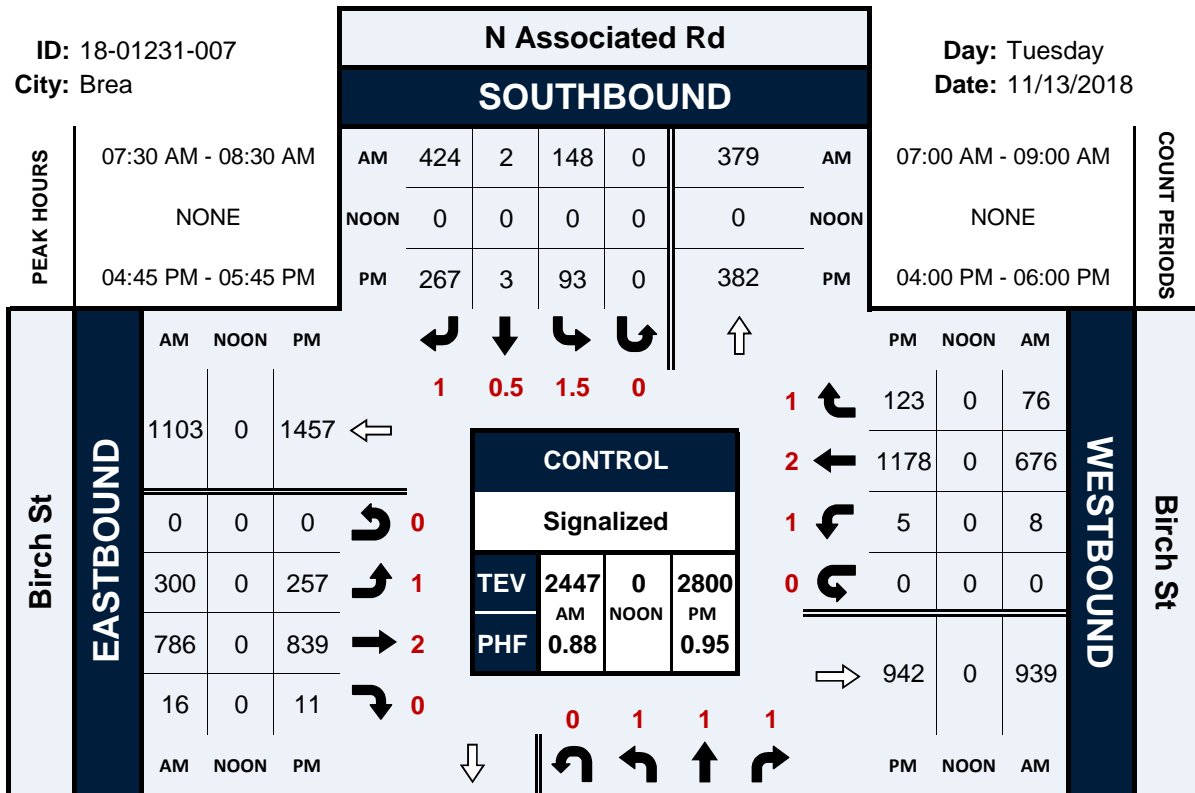 ID: 18-01231-007
City: Brea
N Associated Rd
SOUTHBOUND
Day: Tuesday
Date: 11/13/2018
PEAK HOURS
07:30 AM - 08:30 AM
NONE
04:45 PM - 05:45 PM
AM 424 2 148 0 379 AM
NOON 0 0 0 0 0 NOON
PM 267 3 93 0 382 PM
07:00 AM - 09:00 AM
NONE
04:00 PM - 06:00 PM
COUNT PERIODS
1 0.5 1.5 0
Birch St
EASTBOUND
AM NOON PM
1103 0 1457
0 0 0 0
300 0 257 1
786 0 839 2
16 0 11 0
AM NOON PM
CONTROL
Signalized
TEV 2447 0 2800
AM NOON PM
PHF 0.88 0.95
PM NOON AM
1 123 0 76
2 1178 0 676
1 5 0 8
0 0 0 0
942 0 939
PM NOON AM
WESTBOUND
Birch St
0 1 1 1